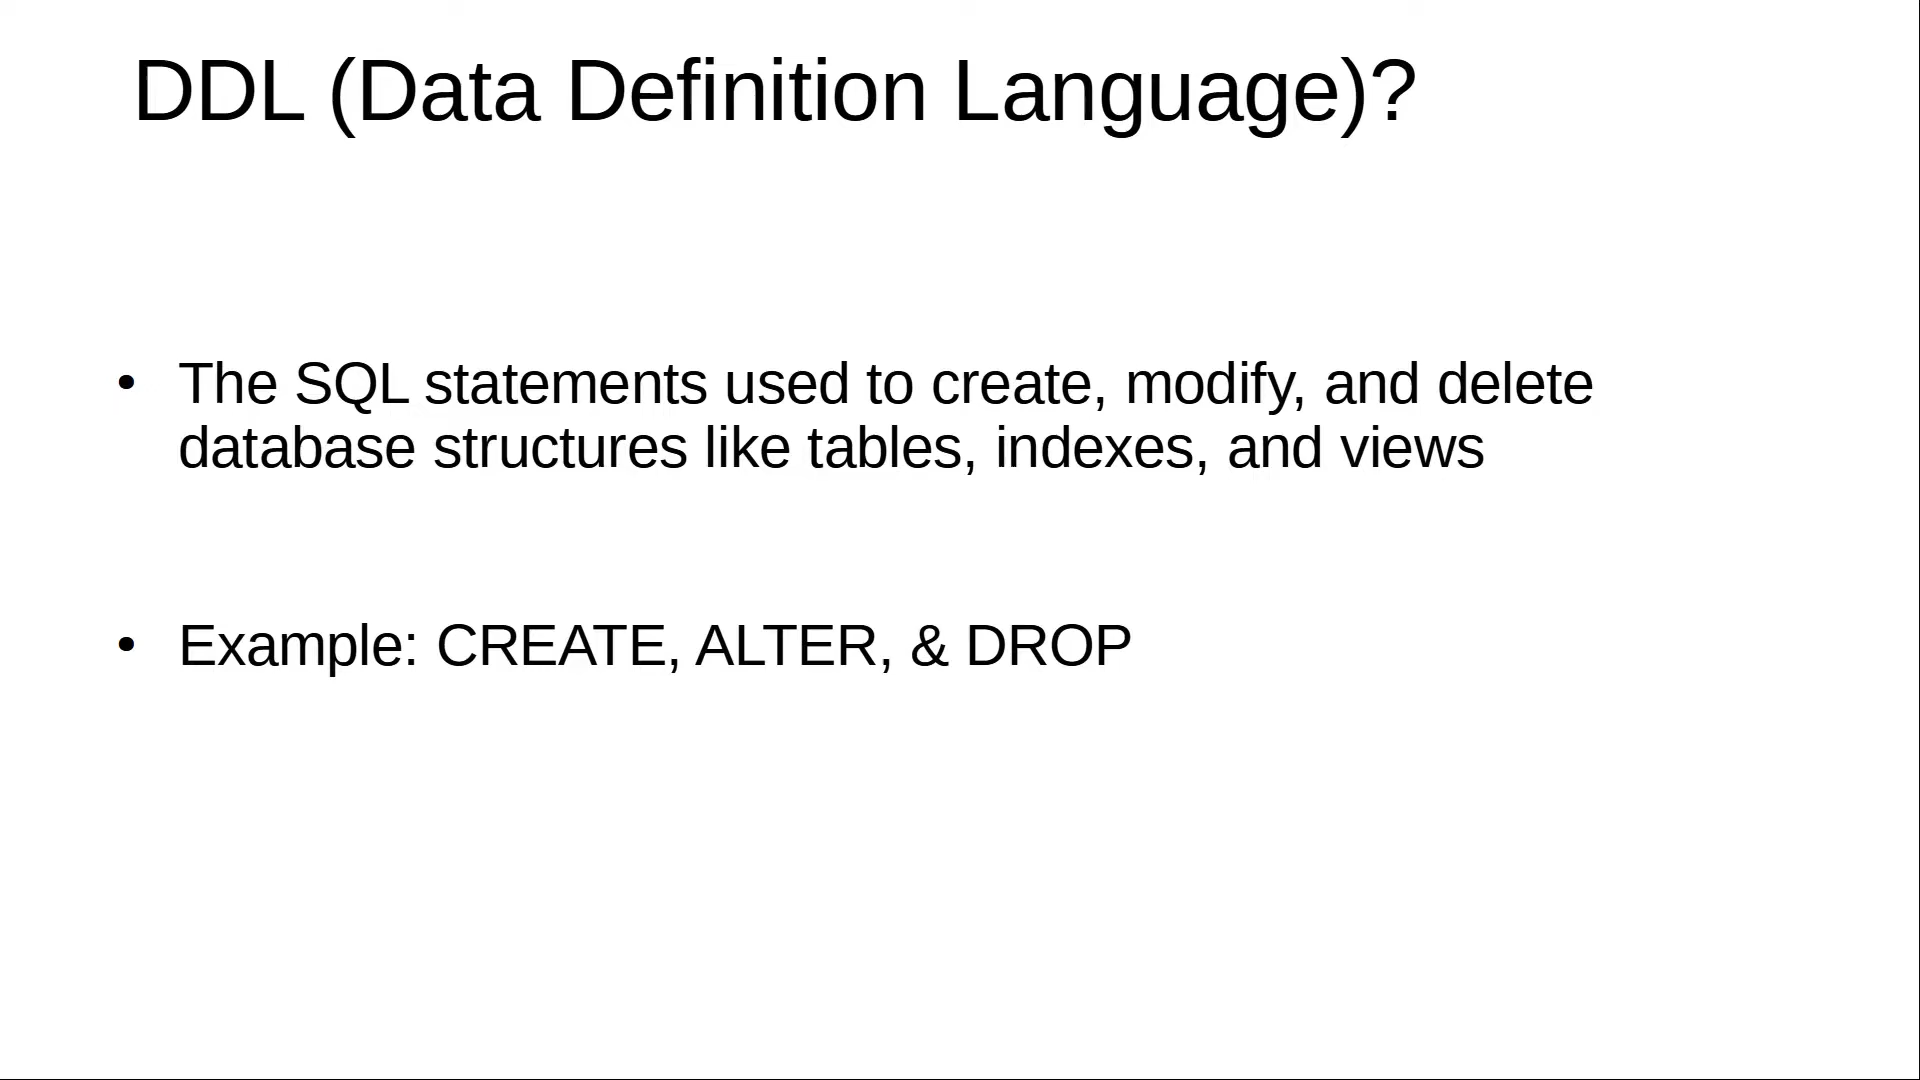 DDL (Data Definition Language)?
• The SQL statements used to create, modify, and delete
database structures like tables, indexes, and views
• Example: CREATE, ALTER, & DROP